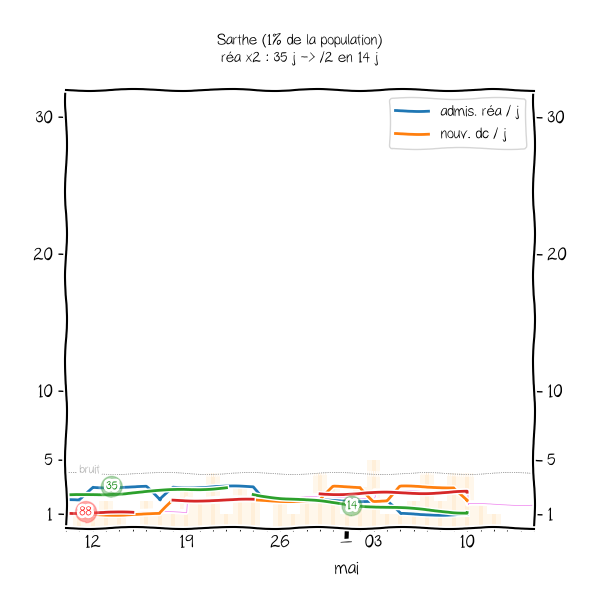 Sarthe (1% de la population)
réa x2 : 35 j -> /2 en 14 j
admis. réa / j
nouv. dc / j
30 30
20 20
10 10
5 5
bruit
35
14
88
1 1
12 19 26 03 10
mai